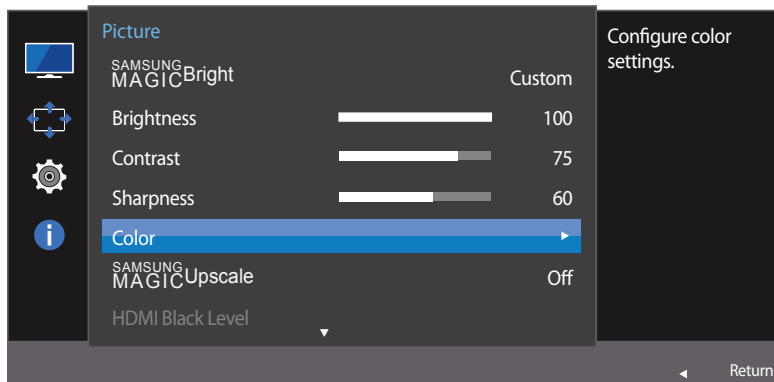 Picture
SAMSUNG
MAGICBright Custom
Brightness 100
Contrast 75
Sharpness 60
Color
SAMSUNG
MAGICUpscale Off
HDMI Black Level
Configure color
settings.
Return